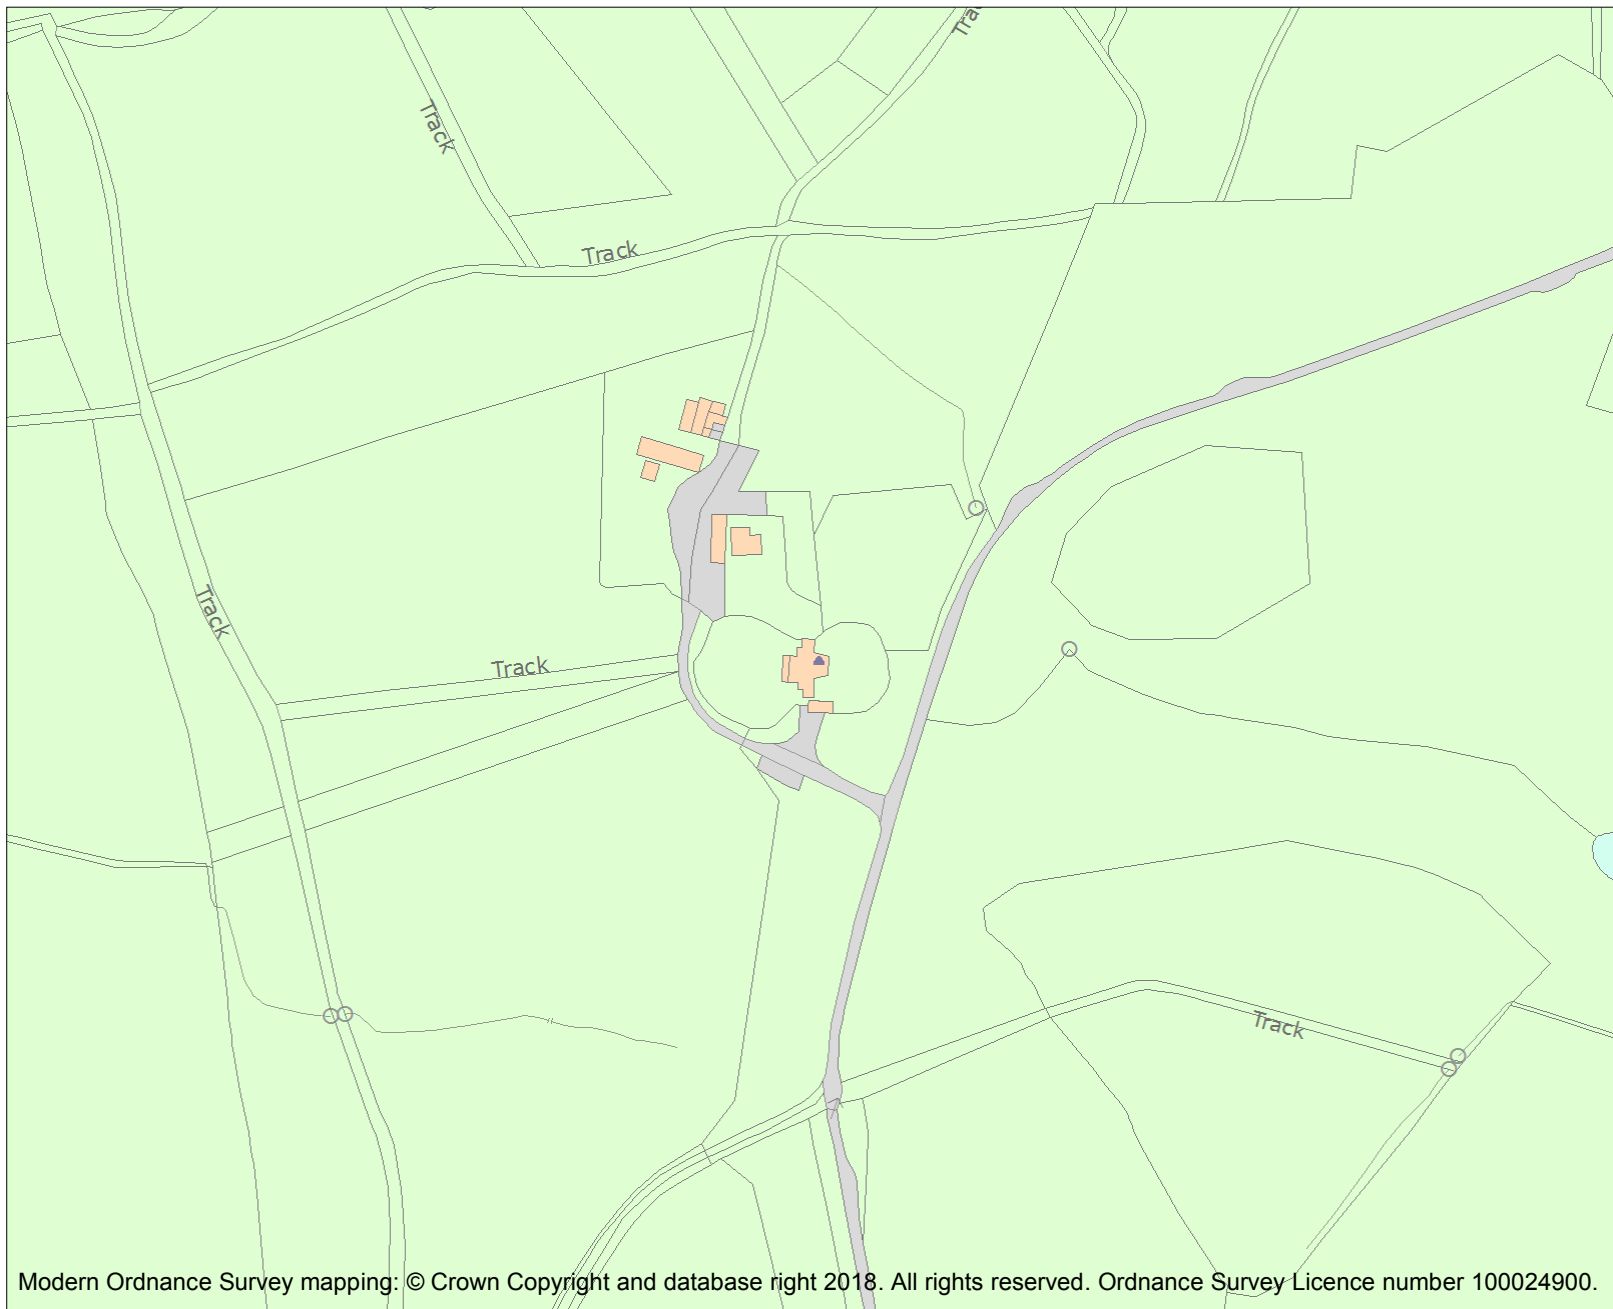 Tra
Track
Track
Track
Track
Track
Modern Ordnance Survey mapping: © Crown Copyright and database right 2018. All rights reserved. Ordnance Survey Licence number 100024900.